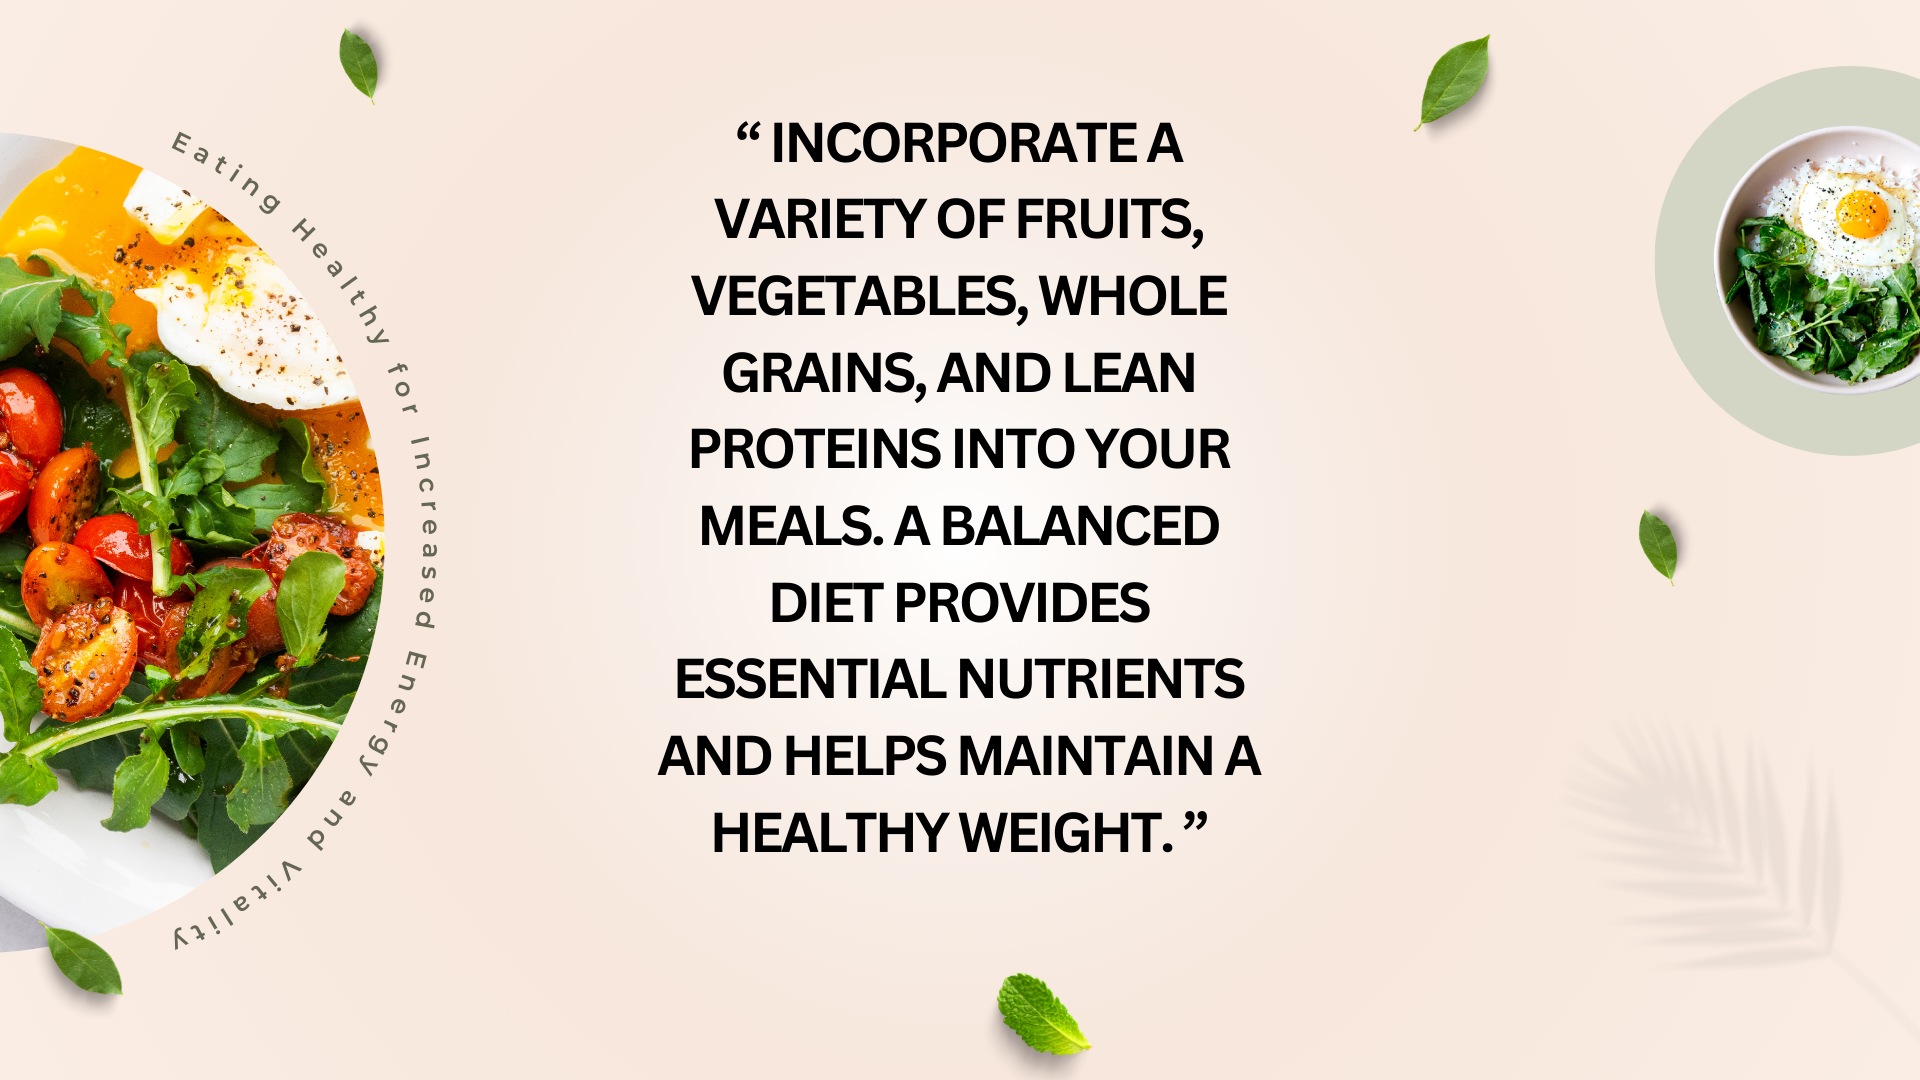 Eating Healthy for Increased Energy and Vitality
“ INCORPORATE A
VARIETY OF FRUITS,
VEGETABLES, WHOLE
GRAINS, AND LEAN
PROTEINS INTO YOUR
MEALS. A BALANCED
DIET PROVIDES
ESSENTIAL NUTRIENTS
AND HELPS MAINTAIN A
HEALTHY WEIGHT. ”